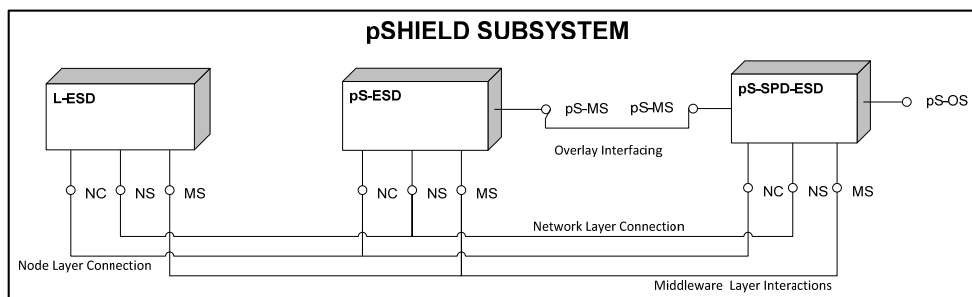 pSHIELD SUBSYSTEM
L-ESD
pS-ESD
pS-SPD-ESD
pS-MS
pS-MS
pS-OS
Overlay Interfacing
NC NS MS
NC NS MS
NC NS MS
Network Layer Connection
Node Layer Connection
Middleware Layer Interactions